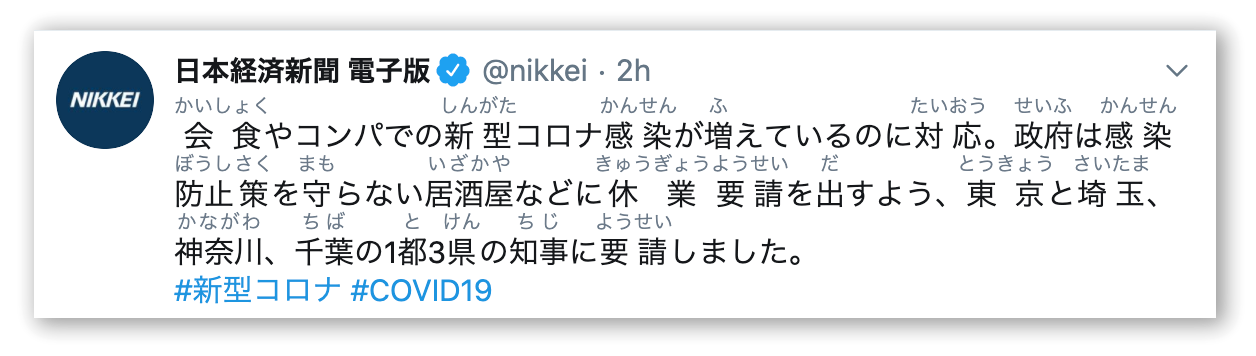 NIKKEI
日本経済新聞 電子版 @nikkei · 2h
かいしょく しんがた かんせん ふ たいおう せいふ かんせん
会食やコンパでの新型コロナ感染が増えているのに対応。政府は感染
ぼうしさく まも いざかや きゅうぎょうようせい だ とうきょう さいたま
防止策を守らない居酒屋などに休業要請を出すよう、東京と埼玉、
かながわ ちば と けん ちじ ようせい
神奈川、千葉の1都3県の知事に要請しました。
#新型コロナ #COVID19